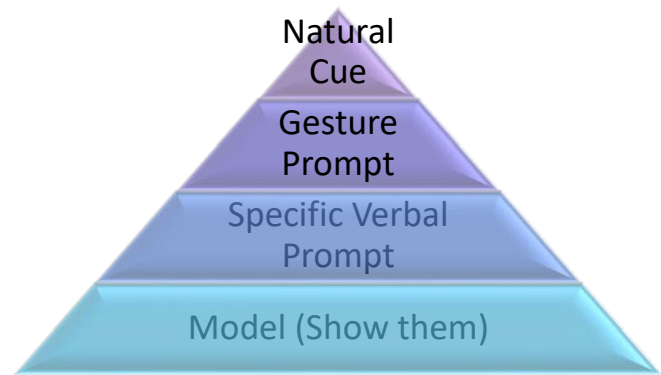 Natural
Cue
Gesture
Prompt
Specific Verbal
Prompt
Model (Show them)